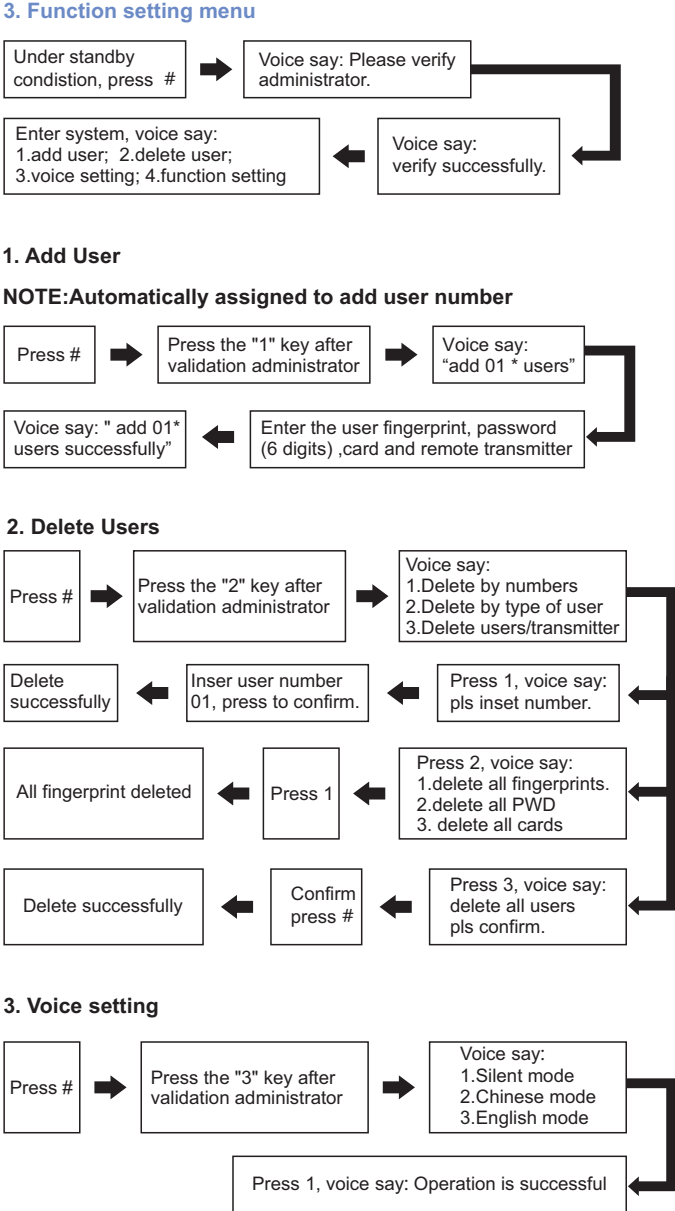 3. Function setting menu
Under standby
condistion, press #
Voice say: Please verify
administrator.
Voice say:
verify successfully.
Enter system, voice say:
1.add user; 2.delete user;
3.voice setting; 4.function setting
1. Add User
NOTE:Automatically assigned to add user number
Press #
Press the "1" key after
validation administrator
Voice say:
“add 01 * users”
Enter the user fingerprint, password
(6 digits) ,card and remote transmitter
Voice say: " add 01*
users successfully”
2. Delete Users
Press #
Press the "2" key after
validation administrator
Voice say:
1.Delete by numbers
2.Delete by type of user
3.Delete users/transmitter
Press 1, voice say:
pls inset number.
Inser user number
01, press to confirm.
Delete
successfully
Press 2, voice say:
1.delete all fingerprints.
2.delete all PWD
3. delete all cards
Press 1
All fingerprint deleted
Press 3, voice say:
delete all users
pls confirm.
Confirm
press #
Delete successfully
3. Voice setting
Press #
Press the "3" key after
validation administrator
Voice say:
1.Silent mode
2.Chinese mode
3.English mode
Press 1, voice say: Operation is successful